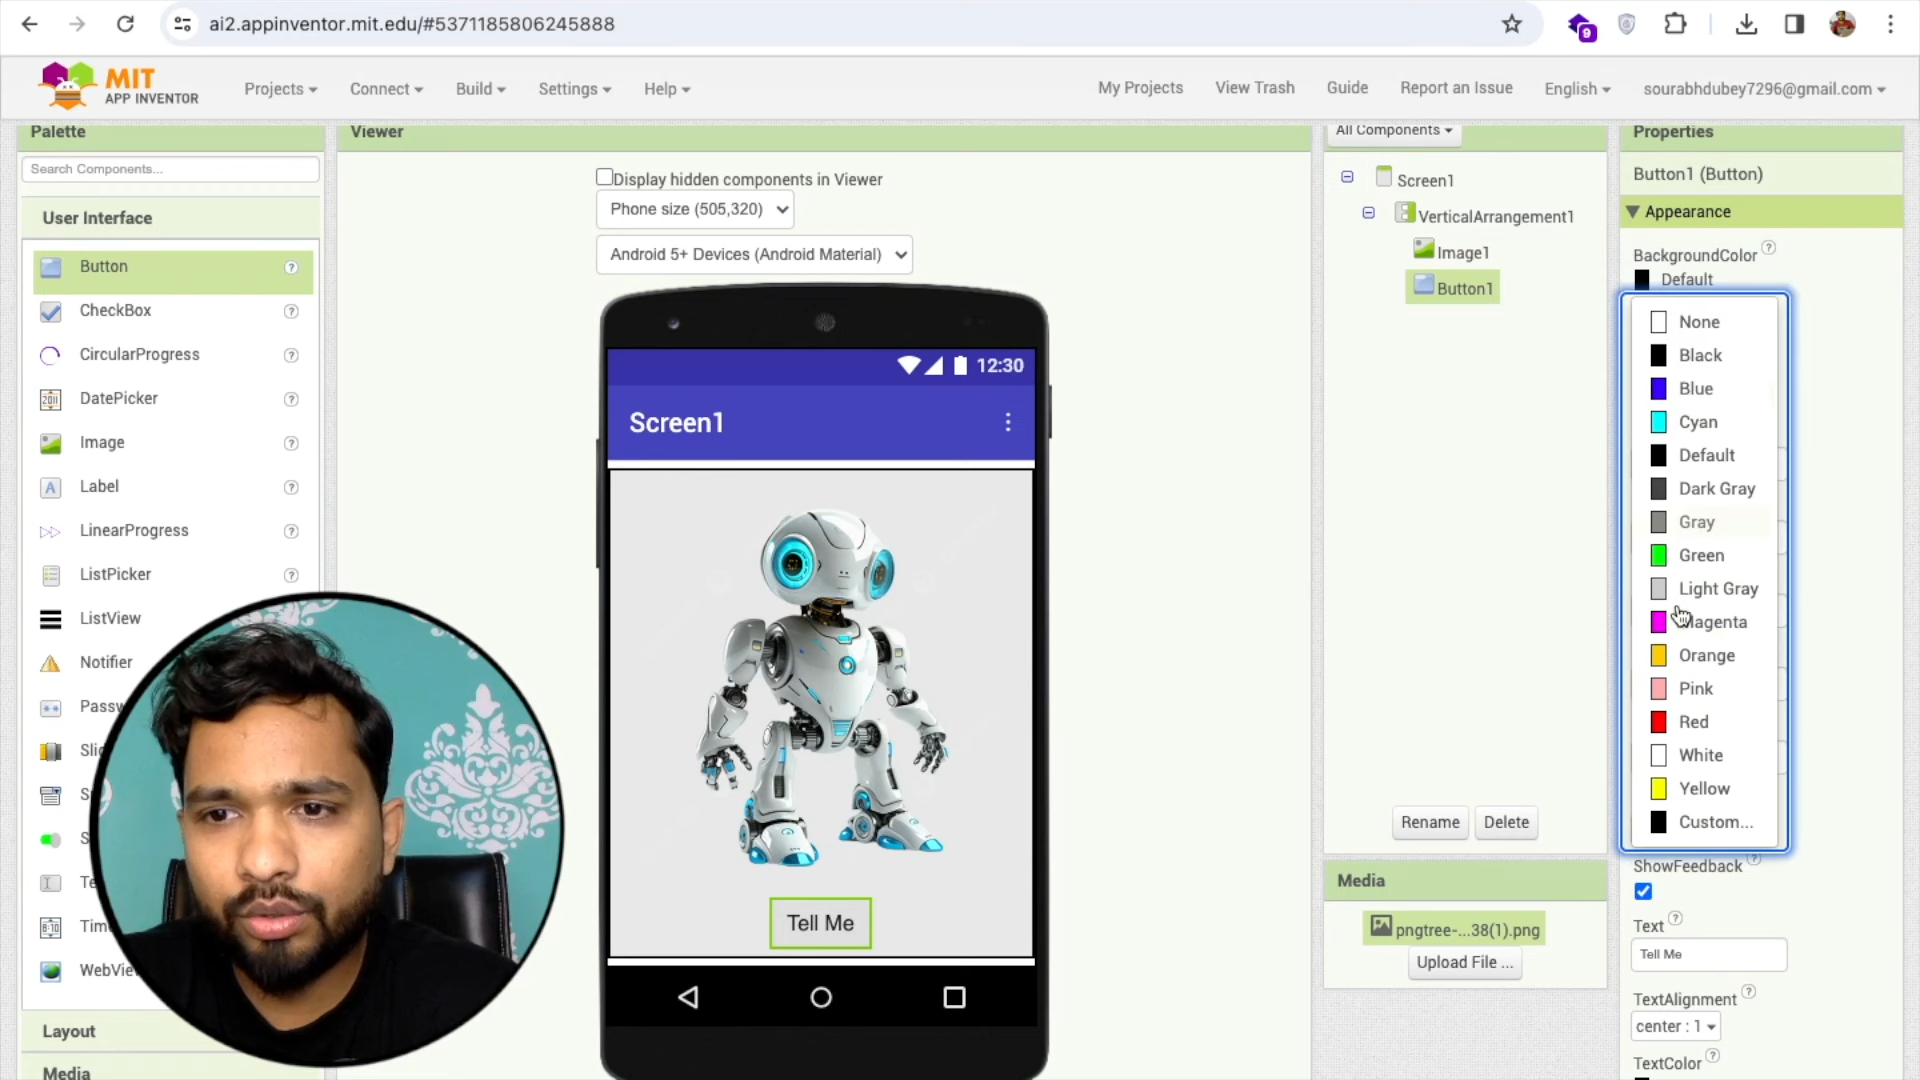 ai2.appinventor.mit.edu/#5371185806245888
9
MIT
APP INVENTOR
Projects
Connect
Build
Settings
Help
My Projects
View Trash
Guide
Report an Issue
English
sourabhdubey7296@gmail.com
Palette
Search Components...
User Interface
Button
CheckBox
CircularProgress
DatePicker
Image
Label
LinearProgress
ListPicker
ListView
Notifier
Layout
Media
Viewer
Display hidden components in Viewer
Phone size (505,320)
Android 5+ Devices (Android Material)
12:30
Screen1
Tell Me
All Components
Screen1
VerticalArrangement1
Image1
Button1
Rename
Delete
Media
pngtree-...38(1).png
Upload File ...
Properties
Button1 (Button)
Appearance
BackgroundColor
Default
None
Black
Blue
Cyan
Default
Dark Gray
Gray
Green
Light Gray
Magenta
Orange
Pink
Red
White
Yellow
Custom...
ShowFeedback
Text
Tell Me
TextAlignment
center : 1
TextColor